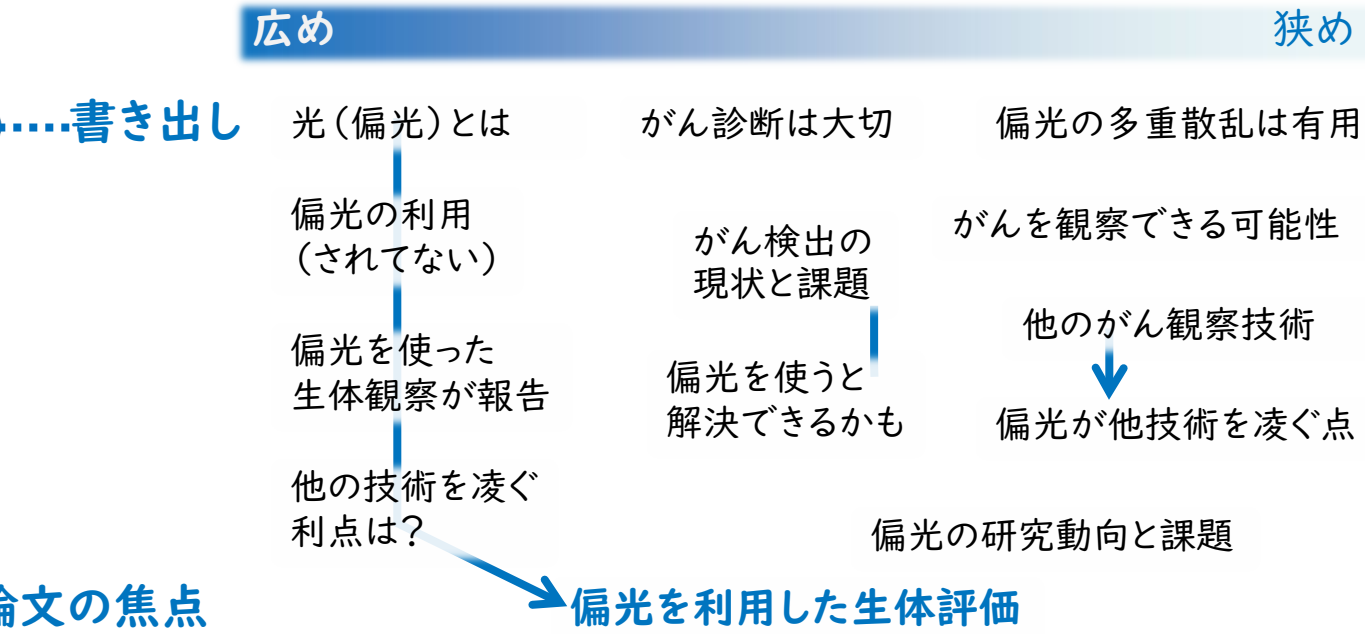 広め
狭め
書き出し
光(偏光)とは
がん診断は大切
偏光の多重散乱は有用
偏光の利用
(されてない)
がん検出の
現状と課題
がんを観察できる可能性
偏光を使った
生体観察が報告
偏光を使うと
解決できるかも
他のがん観察技術
偏光が他技術を凌ぐ点
他の技術を凌ぐ
利点は?
偏光の研究動向と課題
論文の焦点
偏光を利用した生体評価